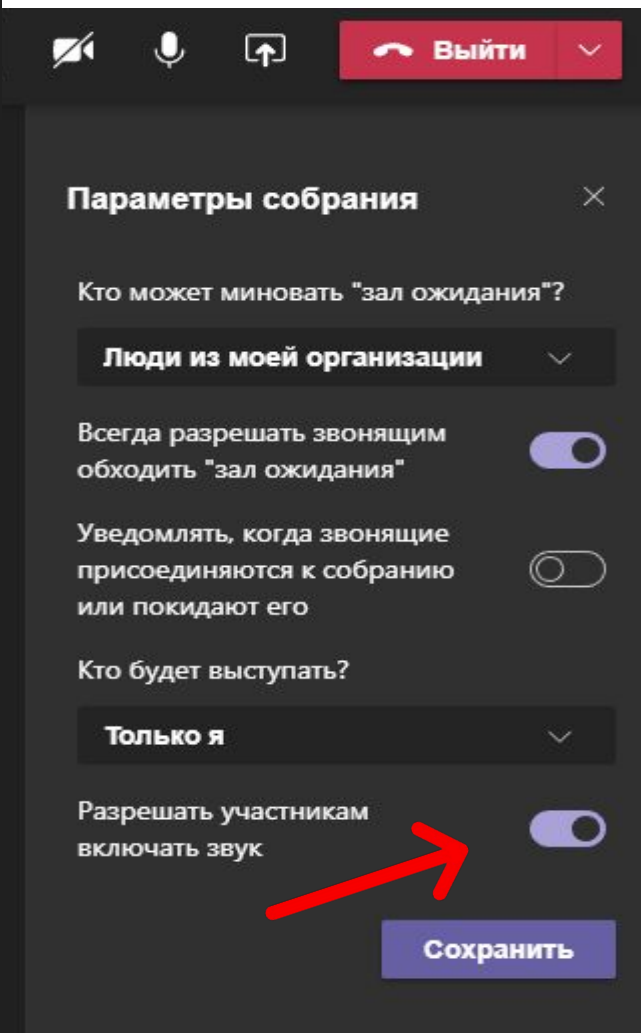 Выйти
Параметры собрания
Кто может миновать "зал ожидания"?
Люди из моей организации
Всегда разрешать звонящим
обходить "зал ожидания"
Уведомлять, когда звонящие
присоединяются к собранию
или покидают его
Кто будет выступать?
Только я
Разрешать участникам
включать звук
Сохранить